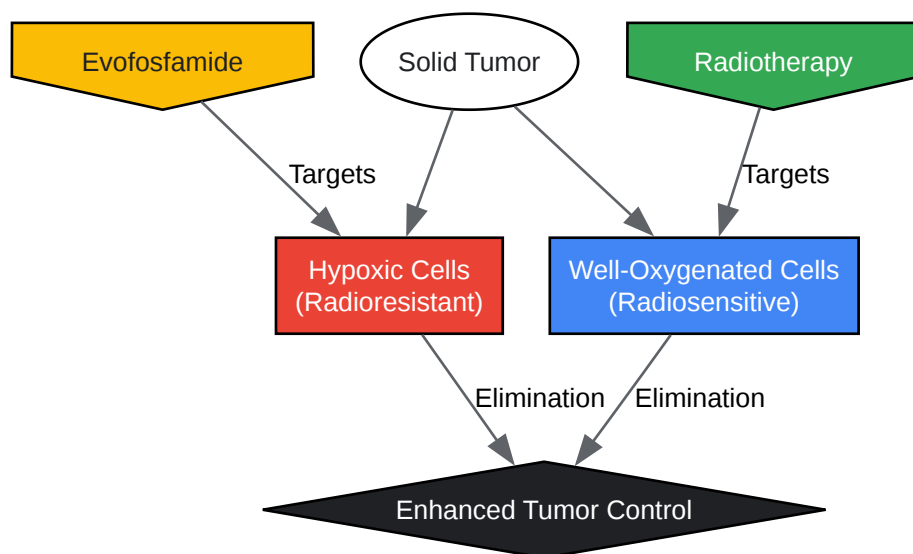 Evofosfamide
Solid Tumor
Radiotherapy
Targets
Targets
Hypoxic Cells
(Radioresistant)
Well-Oxygenated Cells
(Radiosensitive)
Elimination
Elimination
Enhanced Tumor Control